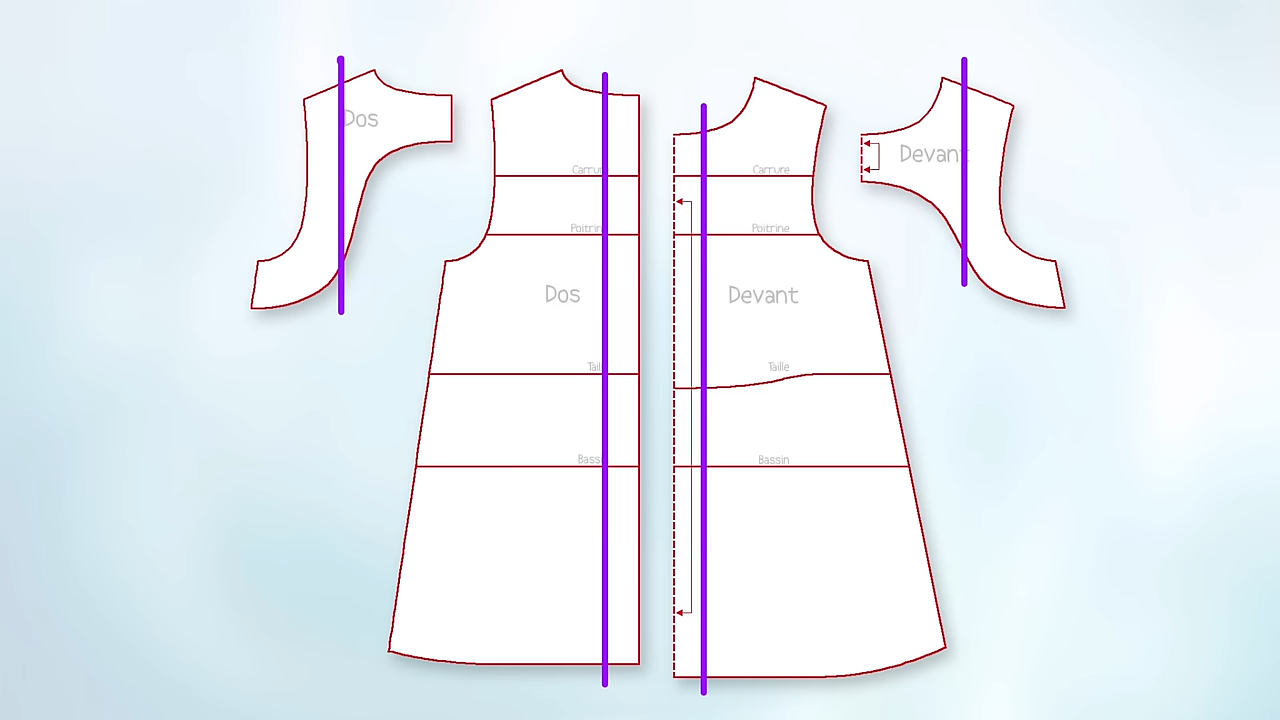 Dos
Carrure
Carrure
Devant
Poitrine
Poitrine
Dos
Devant
Taille
Taille
Bassin
Bassin